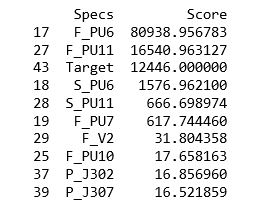 Specs Score
17 F_PU6 80938.956783
27 F_PU11 16540.963127
43 Target 12446.000000
18 S_PU6 1576.962100
28 S_PU11 666.698974
19 F_PU7 617.744460
29 F_V2 31.804358
25 F_PU10 17.658163
37 P_J302 16.856960
39 P_J307 16.521859